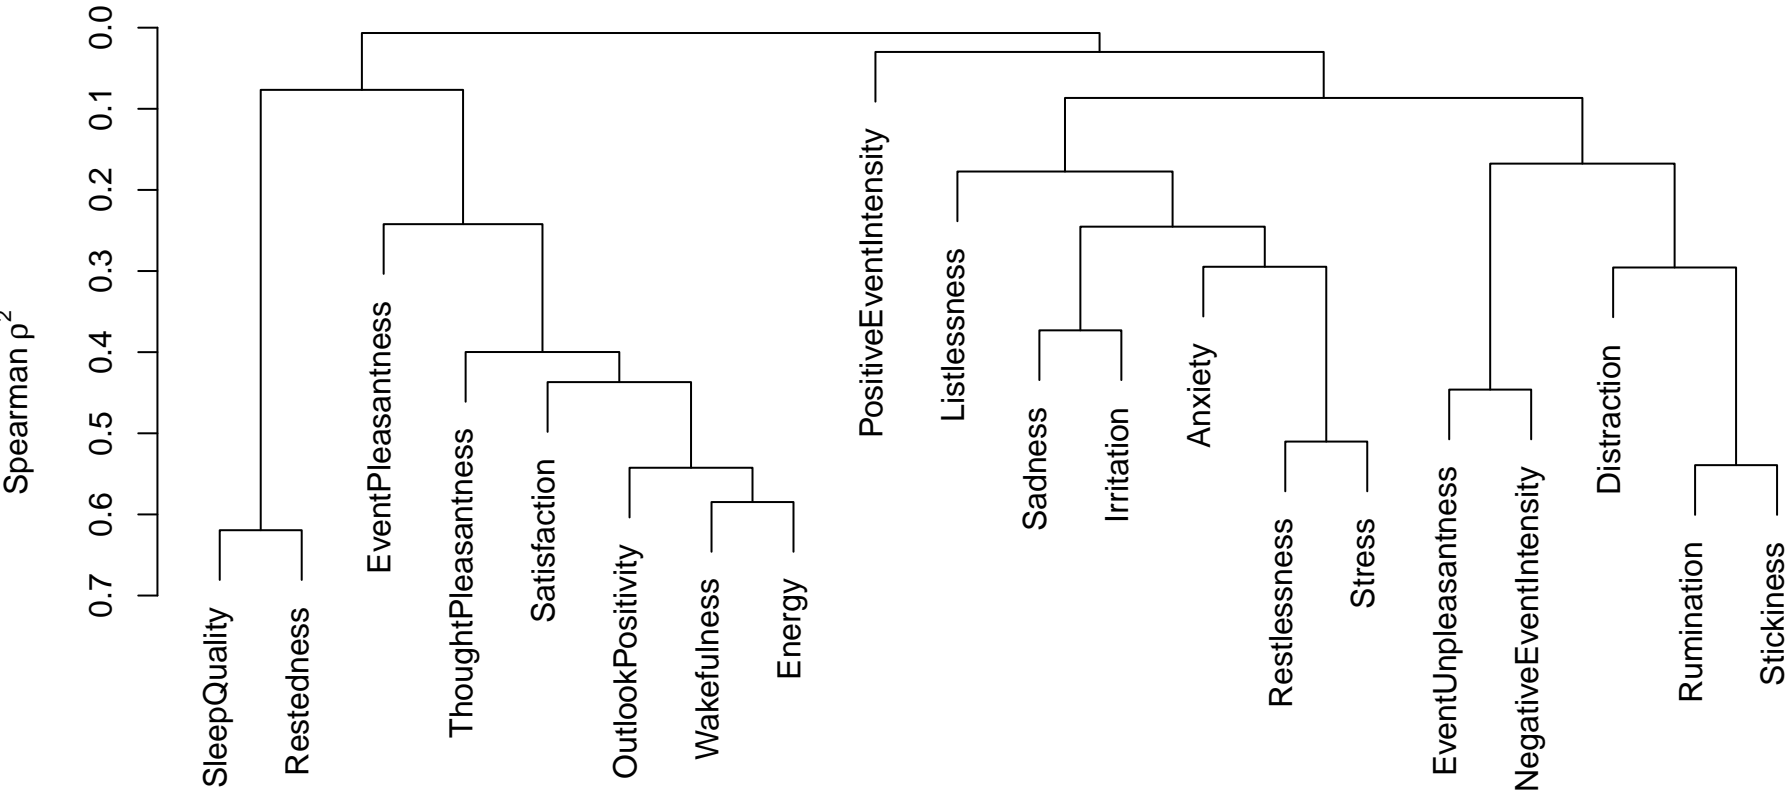 Spearman ρ²
0.0
0.1
0.2
0.3
0.4
0.5
0.6
0.7
SleepQuality
Restedness
EventPleasantness
ThoughtPleasantness
Satisfaction
OutlookPositivity
Wakefulness
Energy
PositiveEventIntensity
Listlessness
Sadness
Irritation
Anxiety
Restlessness
Stress
EventUnpleasantness
NegativeEventIntensity
Distraction
Rumination
Stickiness